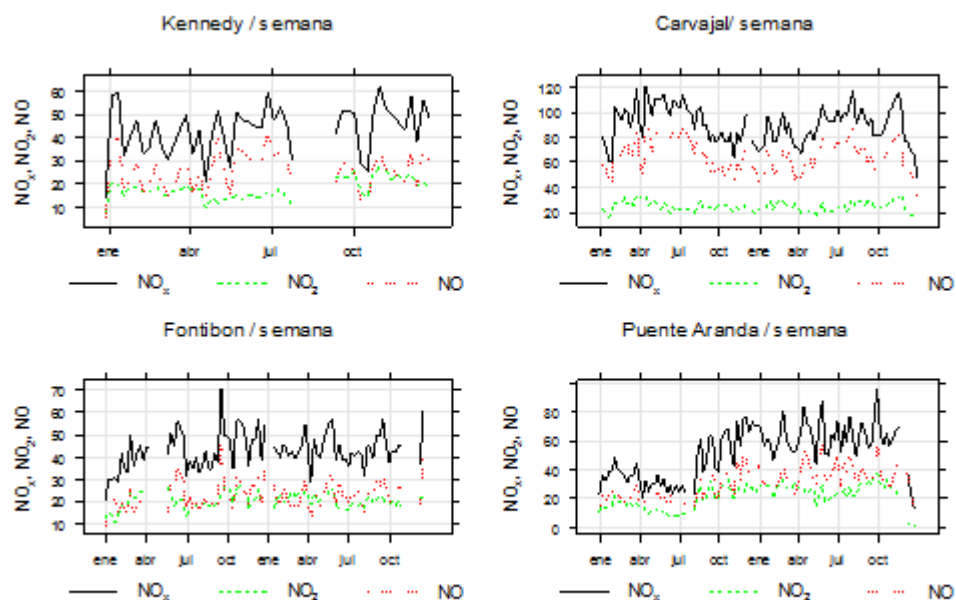 Kennedy / semana
NOx, NO2, NO
60
50
40
30
20
10
ene abr jul oct
NOx NO2 NO
Carvajal/ semana
NOx, NO2, NO
120
100
80
60
40
20
ene abr jul oct ene abr jul oct
NOx NO2 NO
Fontibon / semana
NOx, NO2, NO
70
60
50
40
30
20
10
ene abr jul oct ene abr jul oct
NOx NO2 NO
Puente Aranda / semana
NOx, NO2, NO
80
60
40
20
0
ene abr jul oct ene abr jul oct
NOx NO2 NO